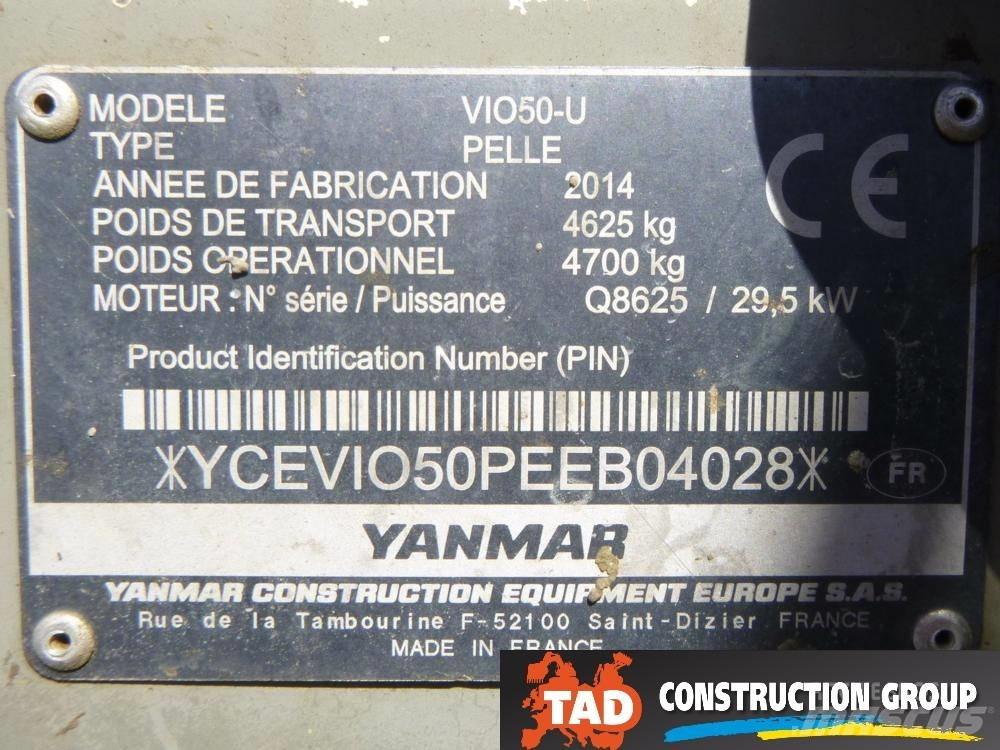 MODELE VIO50-U
TYPE PELLE
ANNEE DE FABRICATION 2014
POIDS DE TRANSPORT 4625 kg
POIDS OPERATIONNEL 4700 kg
MOTEUR : N° série / Puissance Q8625 / 29,5 kW
CE
Product Identification Number (PIN)
*YCEVIO50PEEB04028*
FR
YANMAR
YANMAR CONSTRUCTION EQUIPMENT EUROPE S.A.S.
Rue de la Tambourine F-52100 Saint-Dizier FRANCE
MADE IN FRANCE
TAD CONSTRUCTION GROUP
MASCUS